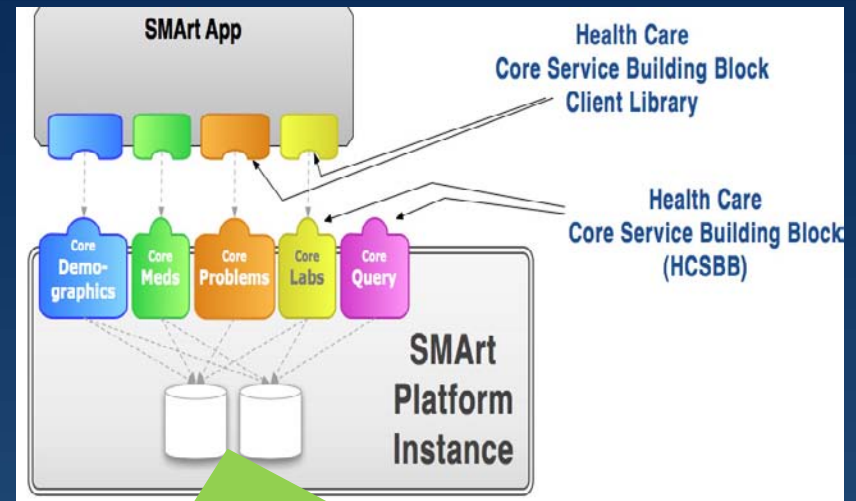 SMArt App
Health Care
Core Service Building Block
Client Library
Health Care
Core Service Building Block
(HCSBB)
Core
Demo-
graphics
Core
Meds
Core
Problems
Core
Labs
Core
Query
SMArt
Platform
Instance